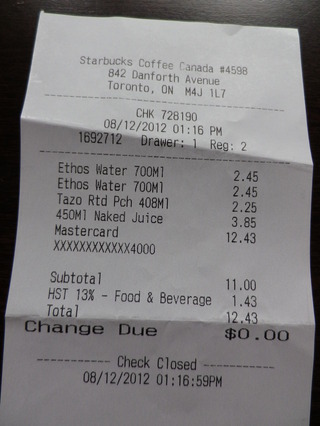 Starbucks Coffee Canada #4598
842 Danforth Avenue
Toronto, ON M4J 1L7
CHK 728190
08/12/2012 01:16 PM
1692712 Drawer: 1 Reg: 2
Ethos Water 700Ml 2.45
Ethos Water 700Ml 2.45
Tazo Rtd Pch 408Ml 2.25
450Ml Naked Juice 3.85
Mastercard 12.43
XXXXXXXXXXXX4000
Subtotal 11.00
HST 13% - Food & Beverage 1.43
Total 12.43
Change Due $0.00
------------ Check Closed ------------
08/12/2012 01:16:59PM